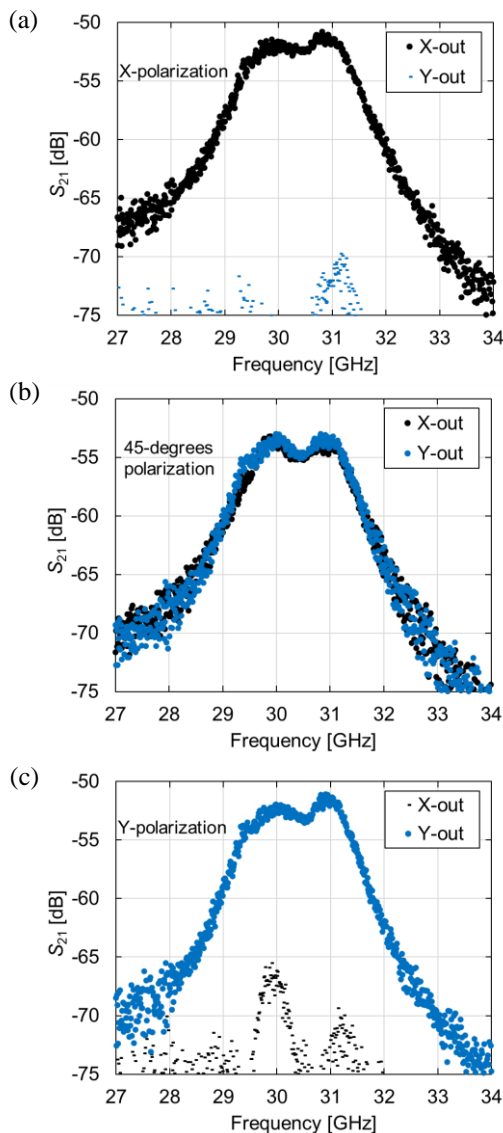 (a)
-50
-55
-60
-65
-70
-75
S21 [dB]
X-polarization
X-out
Y-out
27 28 29 30 31 32 33 34
Frequency [GHz]
(b)
-50
-55
-60
-65
-70
-75
S21 [dB]
45-degrees
polarization
X-out
Y-out
27 28 29 30 31 32 33 34
Frequency [GHz]
(c)
-50
-55
-60
-65
-70
-75
S21 [dB]
Y-polarization
X-out
Y-out
27 28 29 30 31 32 33 34
Frequency [GHz]